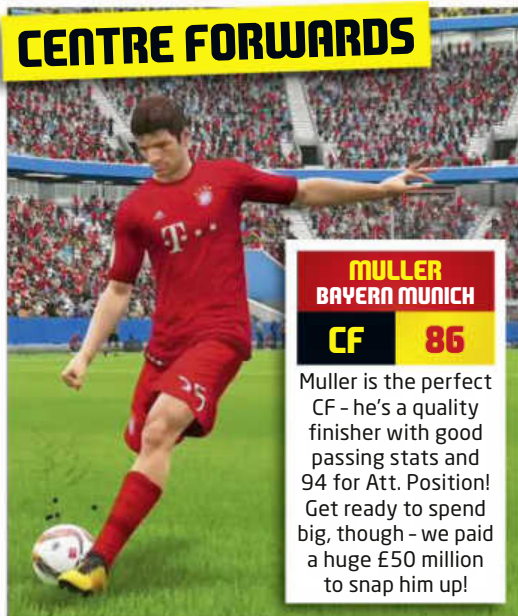 CENTRE FORWARDS
T
25
MULLER
BAYERN MUNICH
CF 86
Muller is the perfect
CF – he's a quality
finisher with good
passing stats and
94 for Att. Position!
Get ready to spend
big, though – we paid
a huge £50 million
to snap him up!